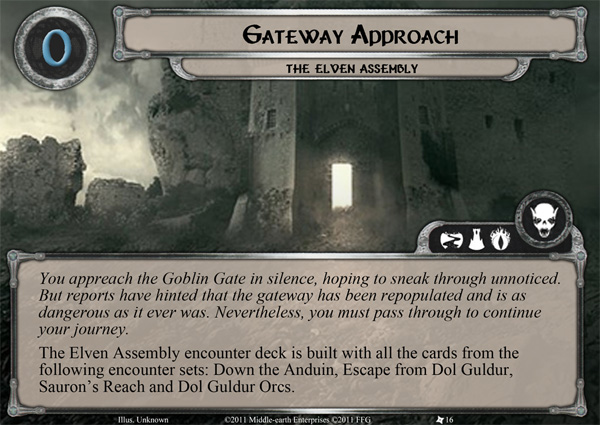 0
GATEWAY APPROACH
THE ELVEN ASSEMBLY
You appreach the Goblin Gate in silence, hoping to sneak through unnoticed.
But reports have hinted that the gateway has been repopulated and is as
dangerous as it ever was. Nevertheless, you must pass through to continue
your journey.
The Elven Assembly encounter deck is built with all the cards from the
following encounter sets: Down the Anduin, Escape from Dol Guldur,
Sauron's Reach and Dol Guldur Orcs.
Illus. Unknown ©2011 Middle-earth Enterprises ©2011 FFG 16